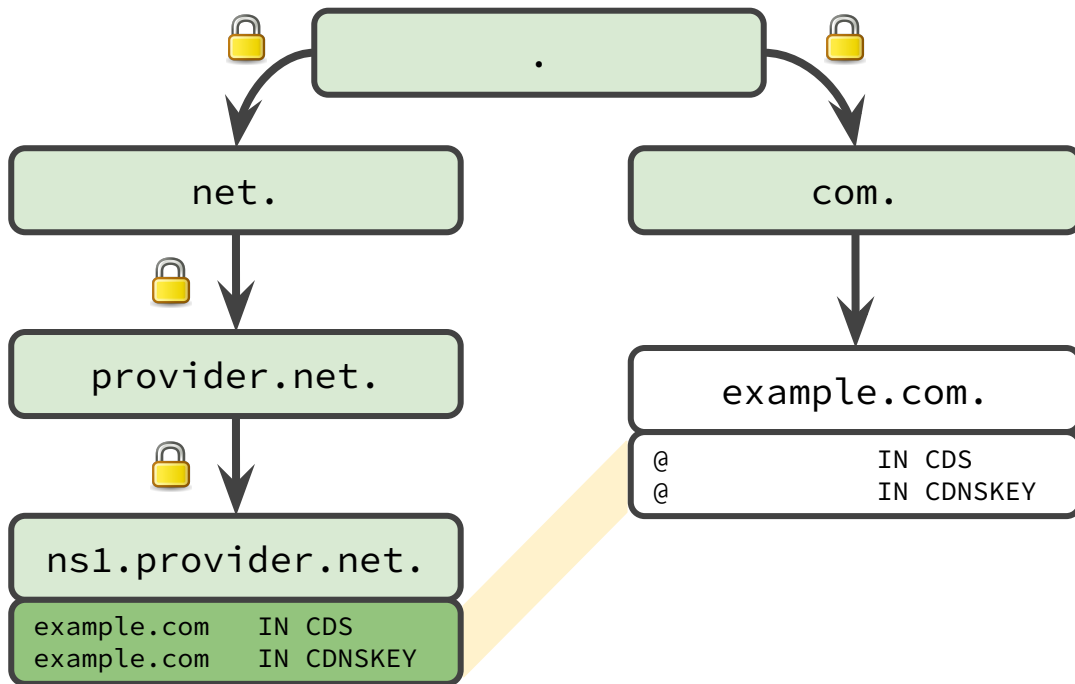 .
net.
com.
provider.net.
example.com.
@ IN CDS
@ IN CDNSKEY
ns1.provider.net.
example.com IN CDS
example.com IN CDNSKEY